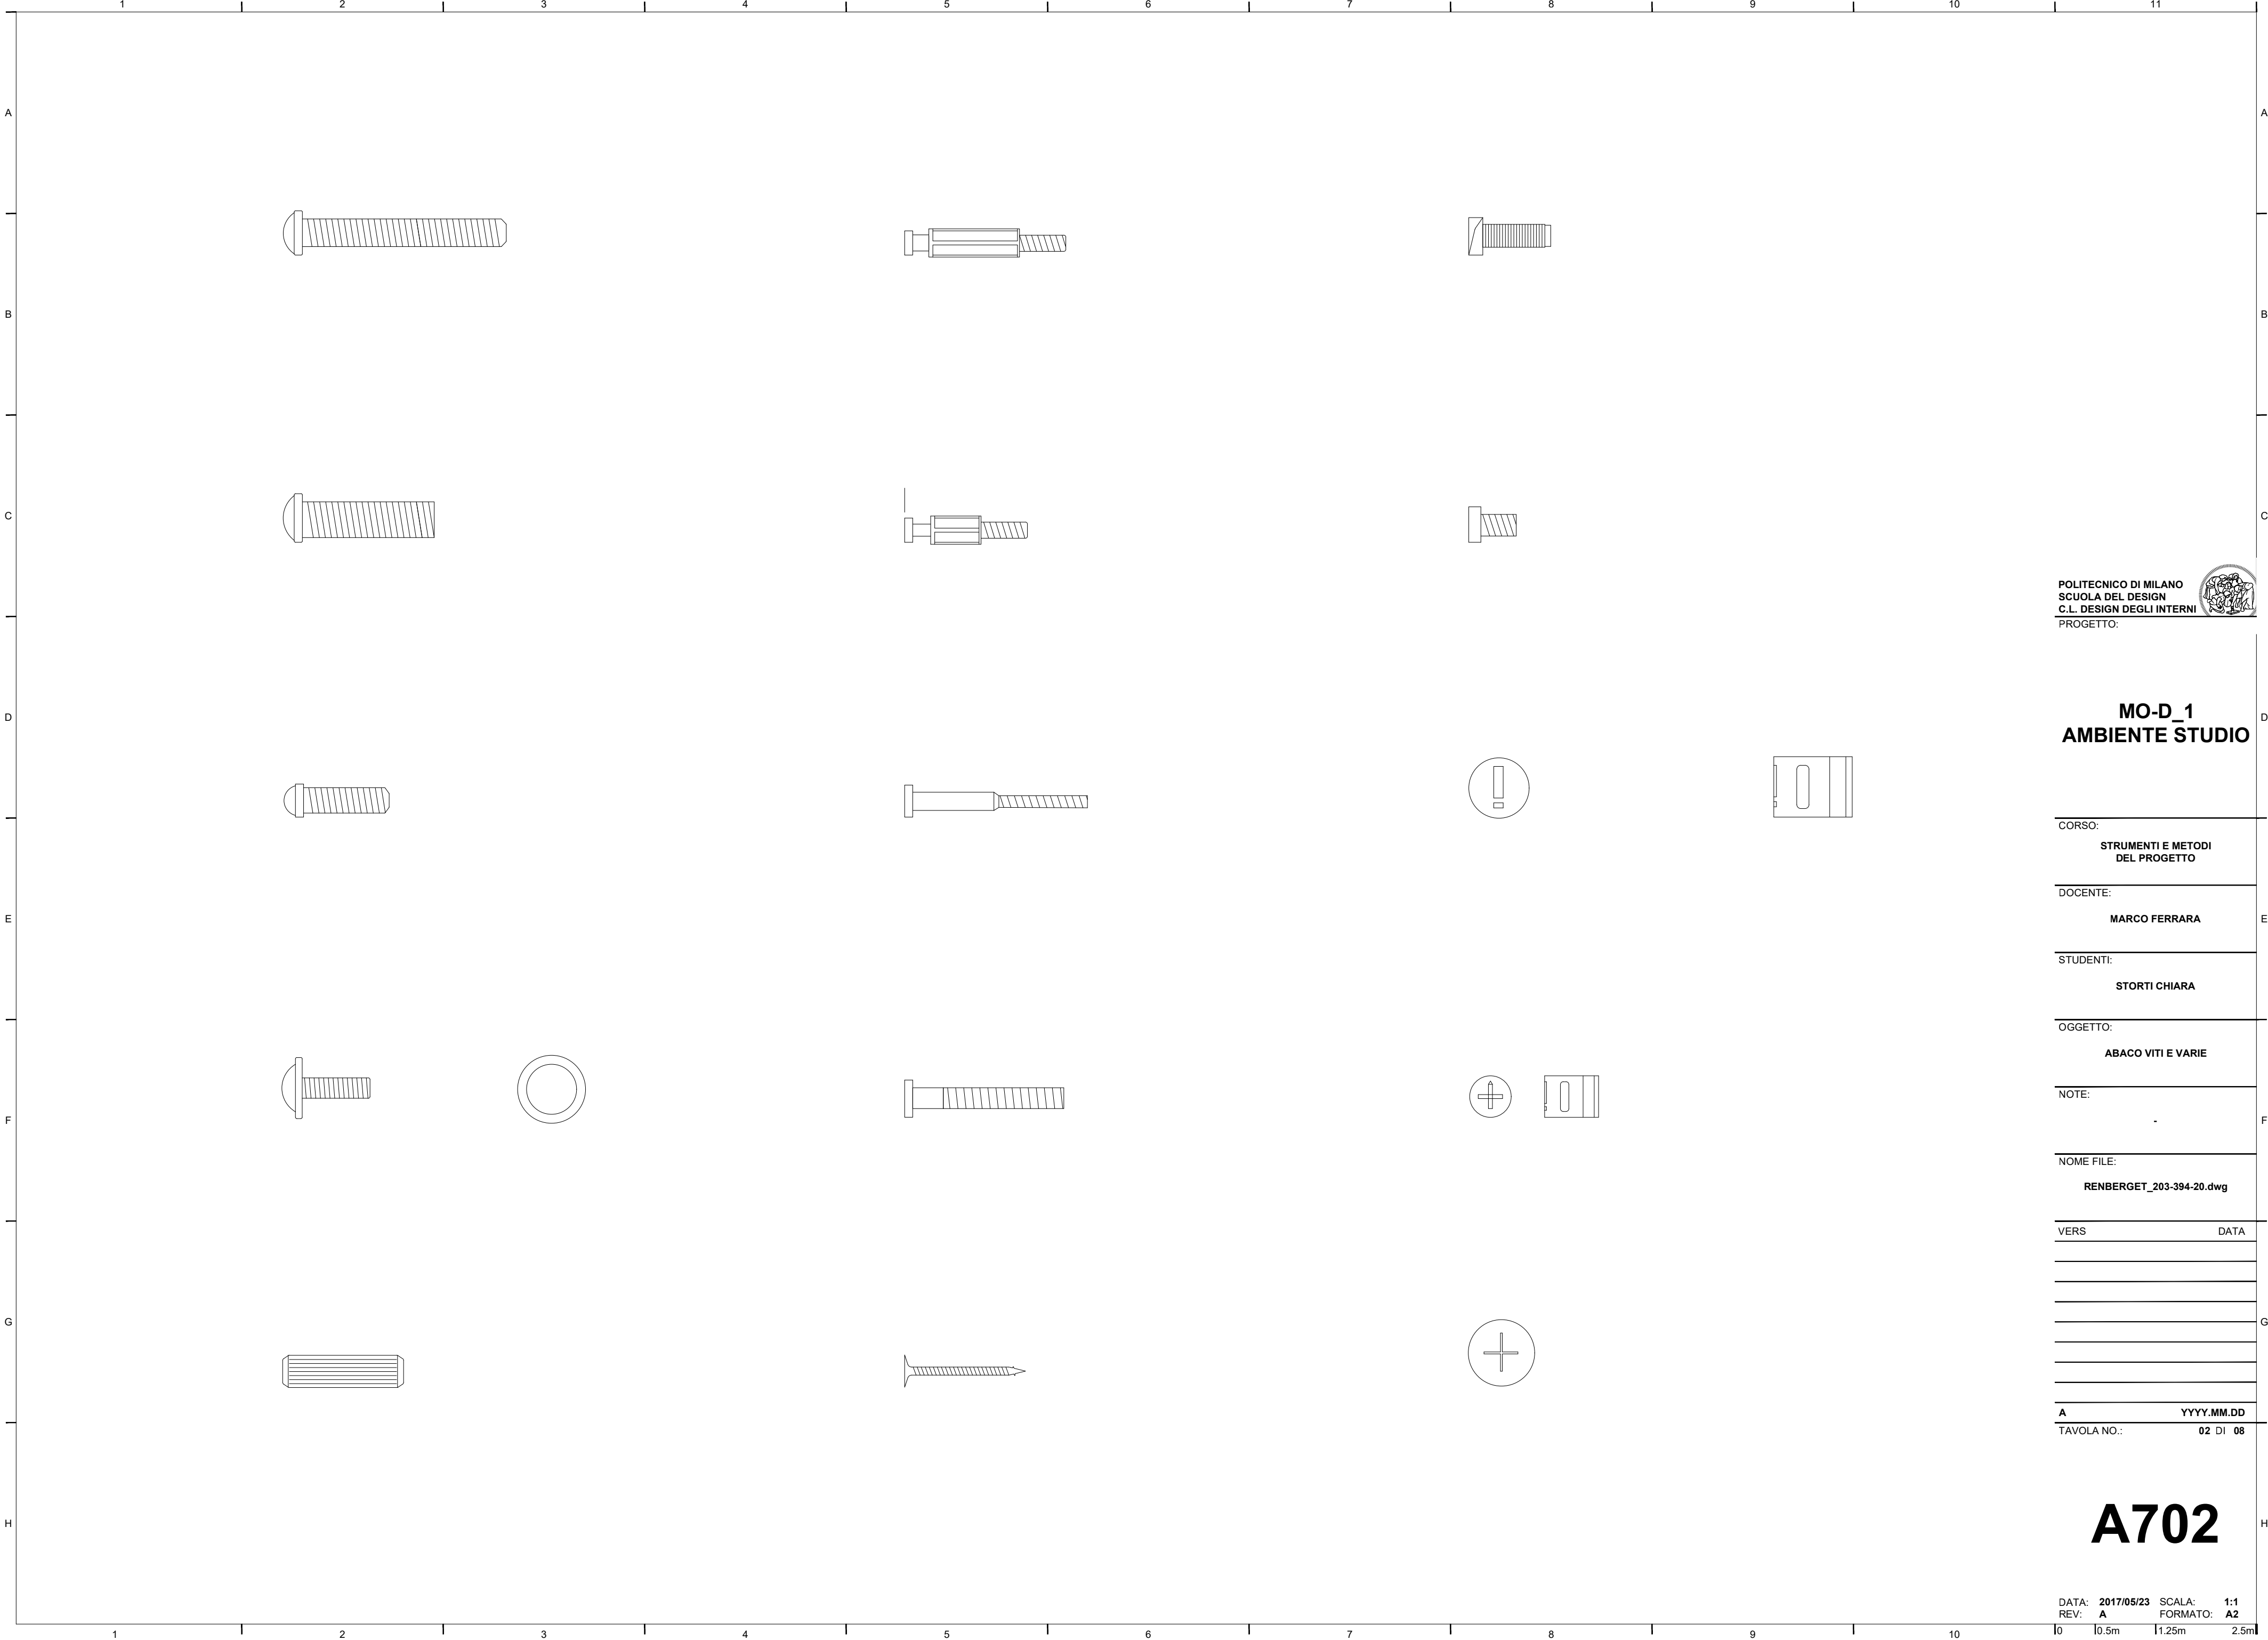 1 2 3 4 5 6 7 8 9 10 11
A A
B B
C C
POLITECNICO DI MILANO
SCUOLA DEL DESIGN
C.L. DESIGN DEGLI INTERNI
PROGETTO:
MO-D_1
D D
AMBIENTE STUDIO
CORSO:
STRUMENTI E METODI
DEL PROGETTO
DOCENTE:
E MARCO FERRARA E
STUDENTI:
STORTI CHIARA
OGGETTO:
ABACO VITI E VARIE
NOTE:
F - F
NOME FILE:
RENBERGET_203-394-20.dwg
VERS DATA
G G
A YYYY.MM.DD
TAVOLA NO.: 02 DI 08
H A702 H
DATA: 2017/05/23 SCALA: 1:1
REV: A FORMATO: A2
1 2 3 4 5 6 7 8 9 10 0 0.5m 1.25m 2.5m